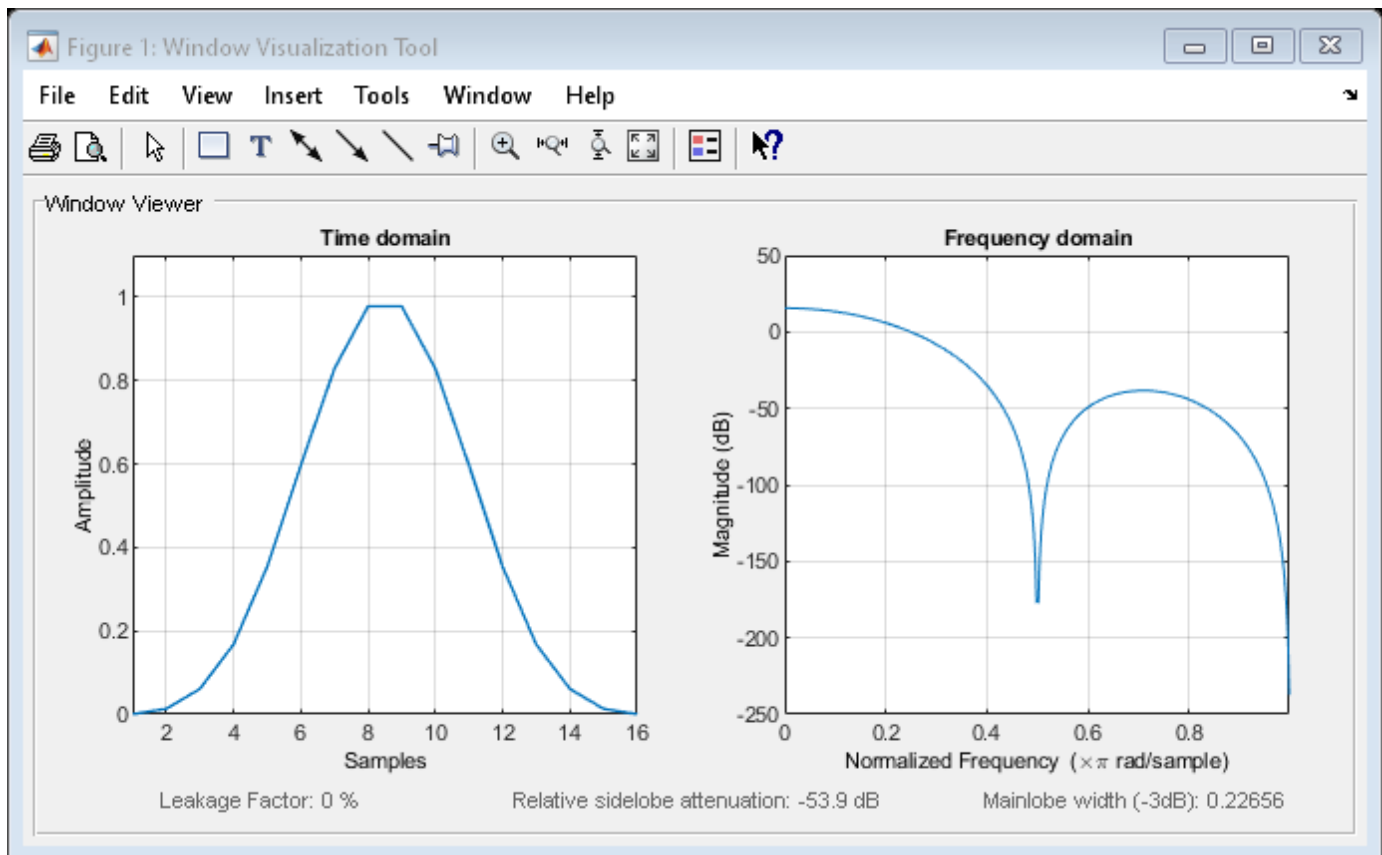 Figure 1: Window Visualization Tool
File Edit View Insert Tools Window Help
T ?
Window Viewer
Time domain
1
0.8
0.6
0.4
0.2
0
Amplitude
2 4 6 8 10 12 14 16
Samples
Frequency domain
50
0
-50
-100
-150
-200
-250
Magnitude (dB)
0 0.2 0.4 0.6 0.8
Normalized Frequency (×π rad/sample)
Leakage Factor: 0 % Relative sidelobe attenuation: -53.9 dB Mainlobe width (-3dB): 0.22656